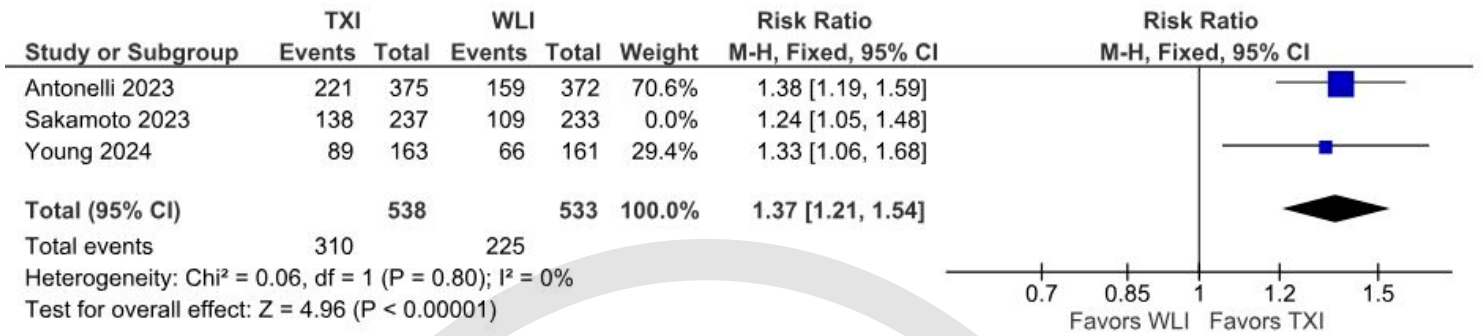 TXI WLI Risk Ratio Risk Ratio
Study or Subgroup Events Total Events Total Weight M-H, Fixed, 95% CI M-H, Fixed, 95% CI
Antonelli 2023 221 375 159 372 70.6% 1.38 [1.19, 1.59]
Sakamoto 2023 138 237 109 233 0.0% 1.24 [1.05, 1.48]
Young 2024 89 163 66 161 29.4% 1.33 [1.06, 1.68]
Total (95% CI) 538 533 100.0% 1.37 [1.21, 1.54]
Total events 310 225
Heterogeneity: Chi² = 0.06, df = 1 (P = 0.80); I² = 0%
Test for overall effect: Z = 4.96 (P < 0.00001)
0.7 0.85 1 1.2 1.5
Favors WLI Favors TXI